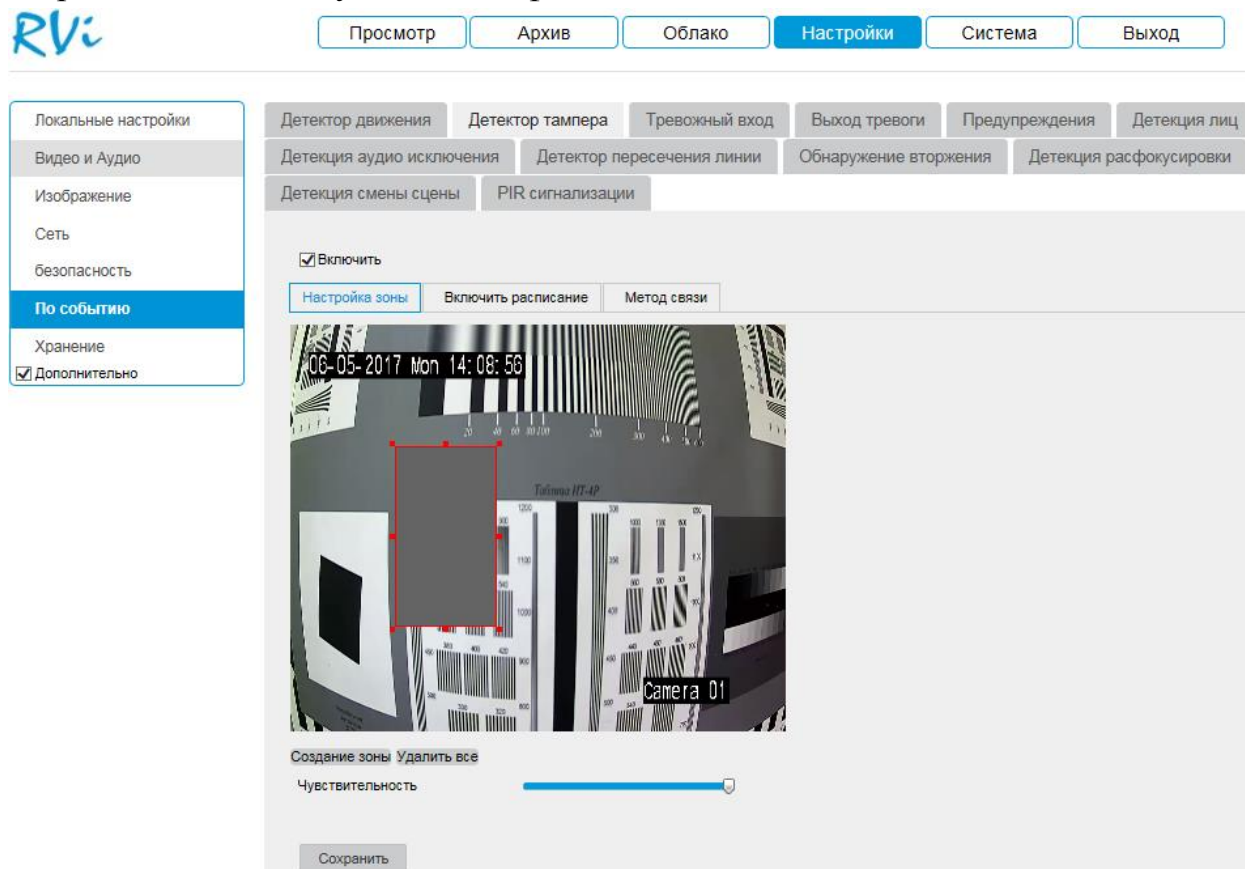 RVi
Просмотр Архив Облако Настройки Система Выход
Локальные настройки
Видео и Аудио
Изображение
Сеть
безопасность
По событию
Хранение
Дополнительно
Детектор движения Детектор тампера Тревожный вход Выход тревоги Предупреждения Детекция лиц
Детекция аудио исключения Детектор пересечения линии Обнаружение вторжения Детекция расфокусировки
Детекция смены сцены PIR сигнализации
Включить
Настройка зоны Включить расписание Метод связи
06-05-2017 Mon 14:08:56
Camera 01
Создание зоны Удалить все
Чувствительность
Сохранить